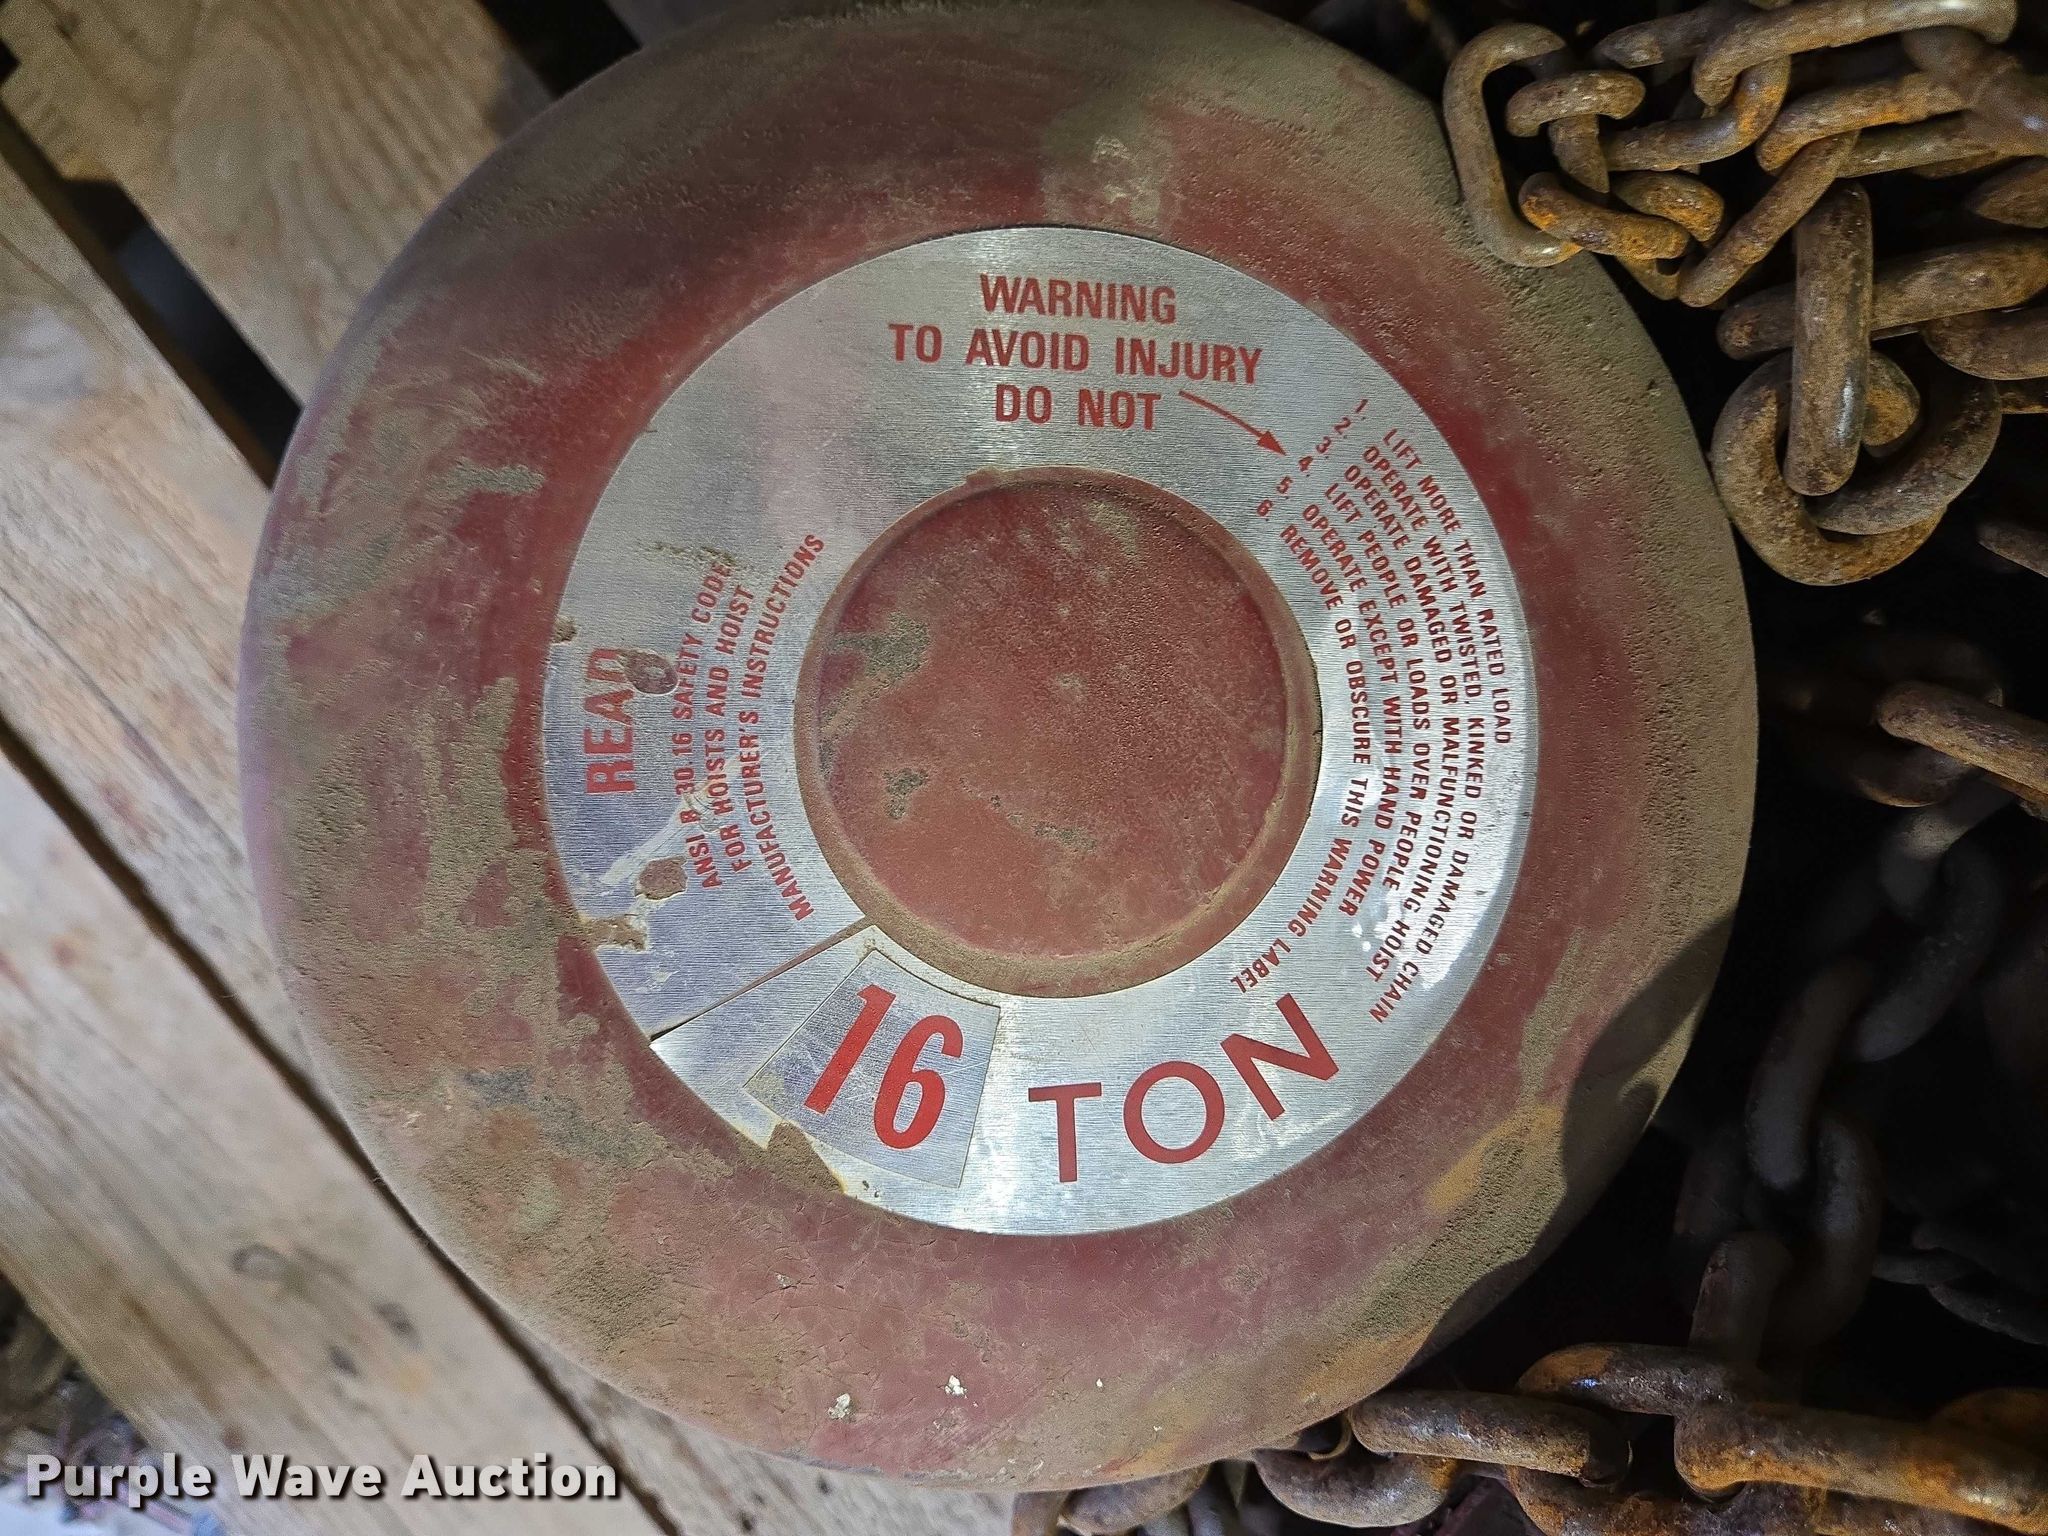 WARNING
TO AVOID INJURY
DO NOT
1. LIFT MORE THAN RATED LOAD
2. OPERATE WITH TWISTED, KINKED OR DAMAGED CHAIN
3. OPERATE DAMAGED OR MALFUNCTIONING HOIST
4. LIFT PEOPLE OR LOADS OVER PEOPLE
5. OPERATE EXCEPT WITH HAND POWER
6. REMOVE OR OBSCURE THIS WARNING LABEL
READ
ANSI B 30.16 SAFETY CODE
FOR HOISTS AND HOIST
MANUFACTURER'S INSTRUCTIONS
16 TON
Purple Wave Auction